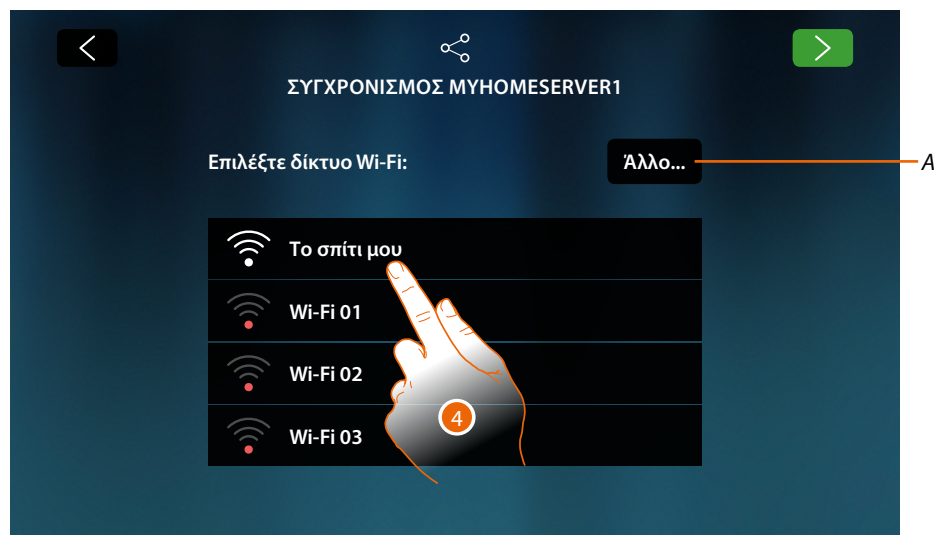 ΣΥΓΧΡΟΝΙΣΜΟΣ MYHOMESERVER1
Επιλέξτε δίκτυο Wi-Fi:
Άλλο...
A
Το σπίτι μου
Wi-Fi 01
Wi-Fi 02
4
Wi-Fi 03